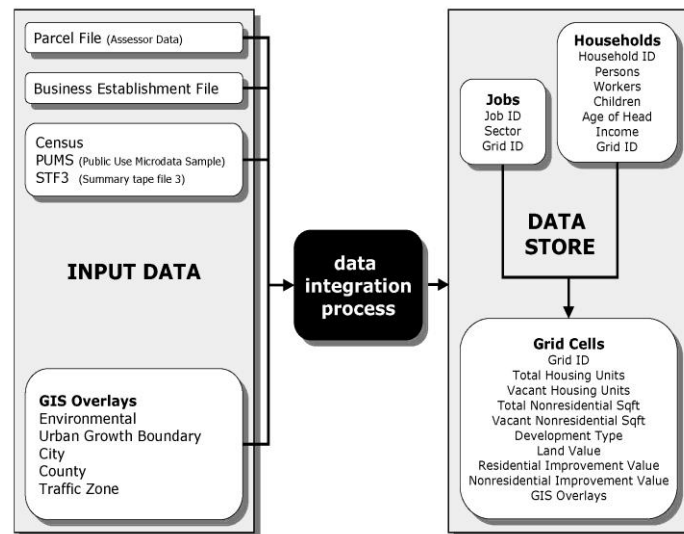 Parcel File (Assessor Data)
Business Establishment File
Census
PUMS (Public Use Microdata Sample)
STF3 (Summary tape file 3)
INPUT DATA
GIS Overlays
Environmental
Urban Growth Boundary
City
County
Traffic Zone
data
integration
process
Jobs
Job ID
Sector
Grid ID
Households
Household ID
Persons
Workers
Children
Age of Head
Income
Grid ID
DATA
STORE
Grid Cells
Grid ID
Total Housing Units
Vacant Housing Units
Total Nonresidential Sqft
Vacant Nonresidential Sqft
Development Type
Land Value
Residential Improvement Value
Nonresidential Improvement Value
GIS Overlays